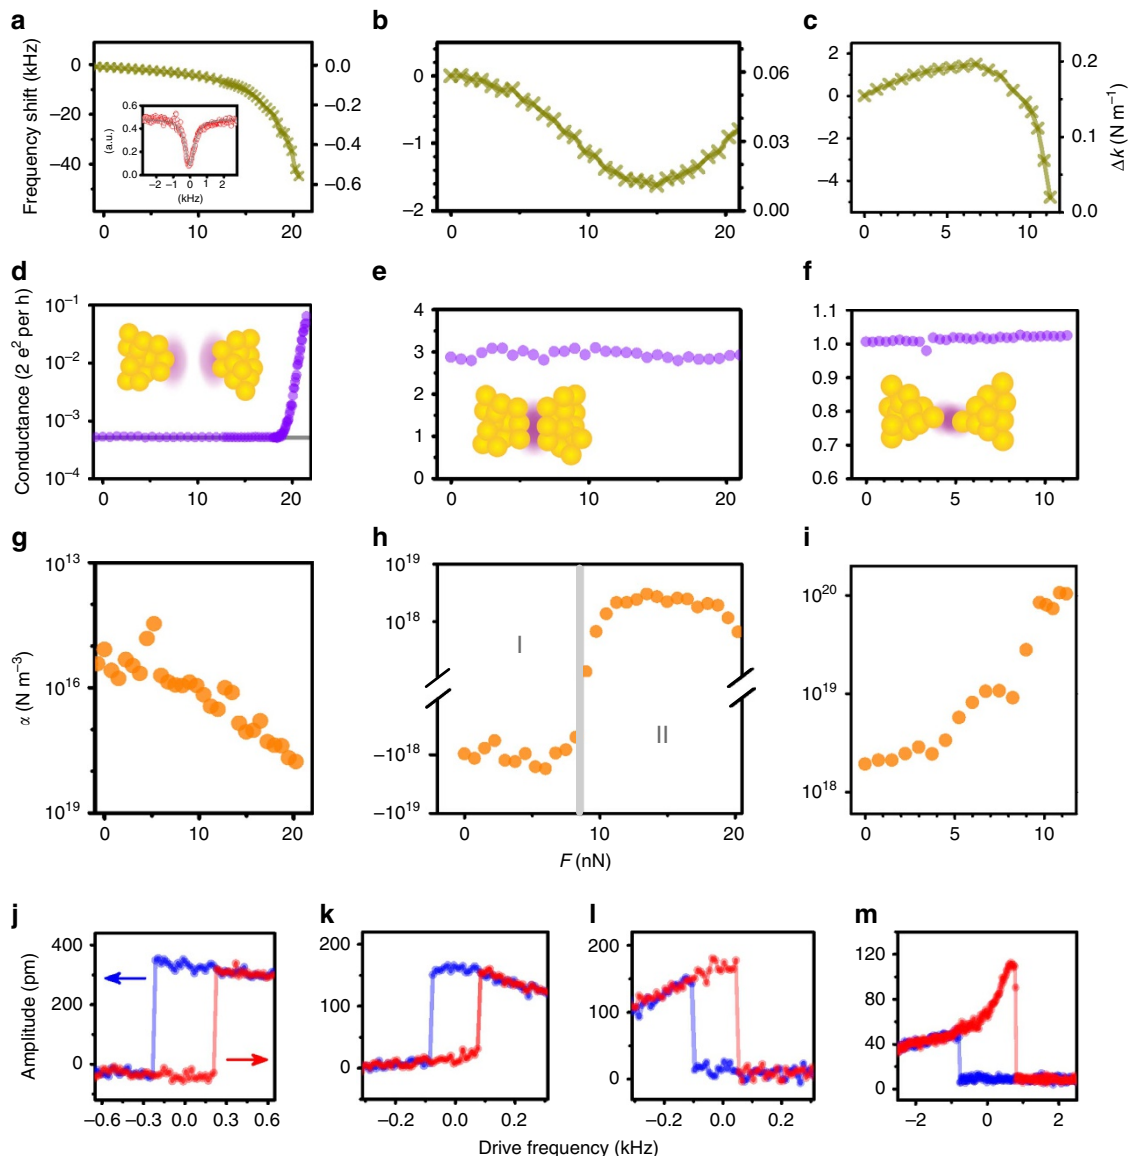 a
b
c
Frequency shift (kHz)
0
−20
−40
0.0
−0.2
−0.4
−0.6
0.6
0.4
0.2
0.0
(a.u.)
−2 −1 0 1 2
(kHz)
0 10 20
0
−1
−2
0.06
0.03
0.00
0 10 20
2
0
−2
−4
0.2
0.1
0.0
Δk (N m⁻¹)
0 5 10
d
e
f
Conductance (2 e² per h)
10⁻¹
10⁻²
10⁻³
10⁻⁴
0 10 20
4
3
2
1
0
0 10 20
1.1
1.0
0.9
0.8
0.7
0.6
0 5 10
g
h
i
α (N m⁻³)
10¹³
10¹⁶
10¹⁹
0 10 20
10¹⁹
10¹⁸
−10¹⁸
−10¹⁹
I
II
0 10 20
F (nN)
10²⁰
10¹⁹
10¹⁸
0 5 10
j
k
l
m
Amplitude (pm)
400
200
0
−0.6 −0.3 0.0 0.3 0.6
200
100
0
−0.2 0.0 0.2
200
100
0
−0.2 0.0 0.2
120
80
40
0
−2 0 2
Drive frequency (kHz)